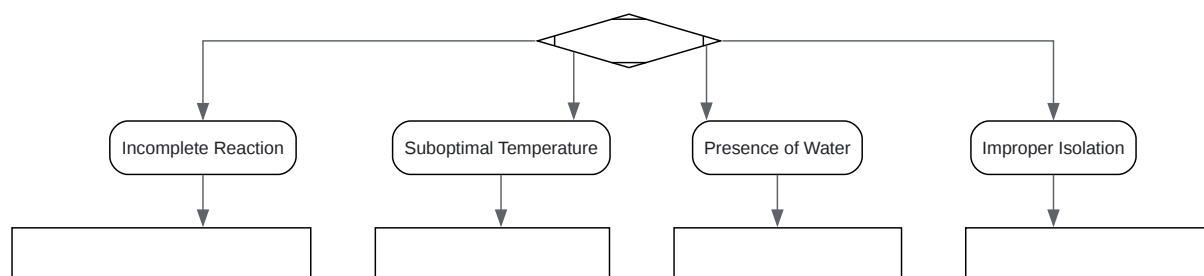 Incomplete Reaction
Suboptimal Temperature
Presence of Water
Improper Isolation